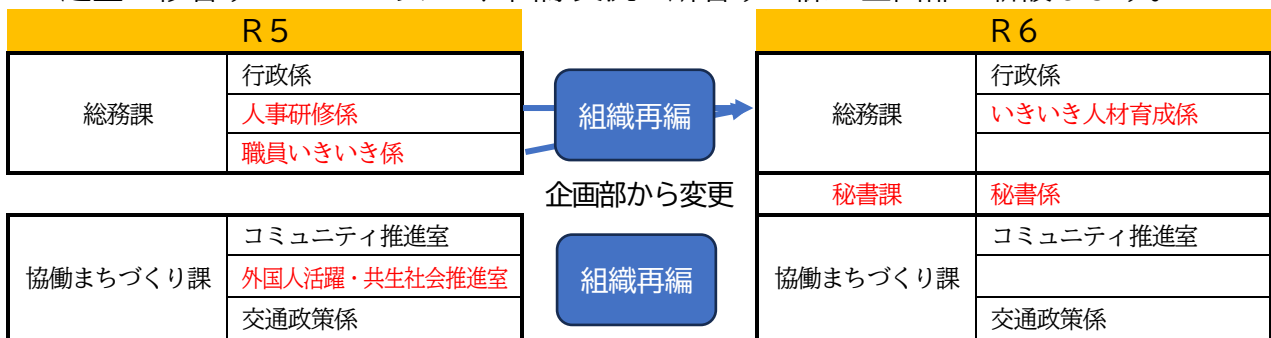 R5
R6
総務課
行政係
人事研修係
職員いきいき係
組織再編
総務課
行政係
いきいき人材育成係
企画部から変更
秘書課
秘書係
協働まちづくり課
コミュニティ推進室
外国人活躍・共生社会推進室
交通政策係
組織再編
協働まちづくり課
コミュニティ推進室
交通政策係